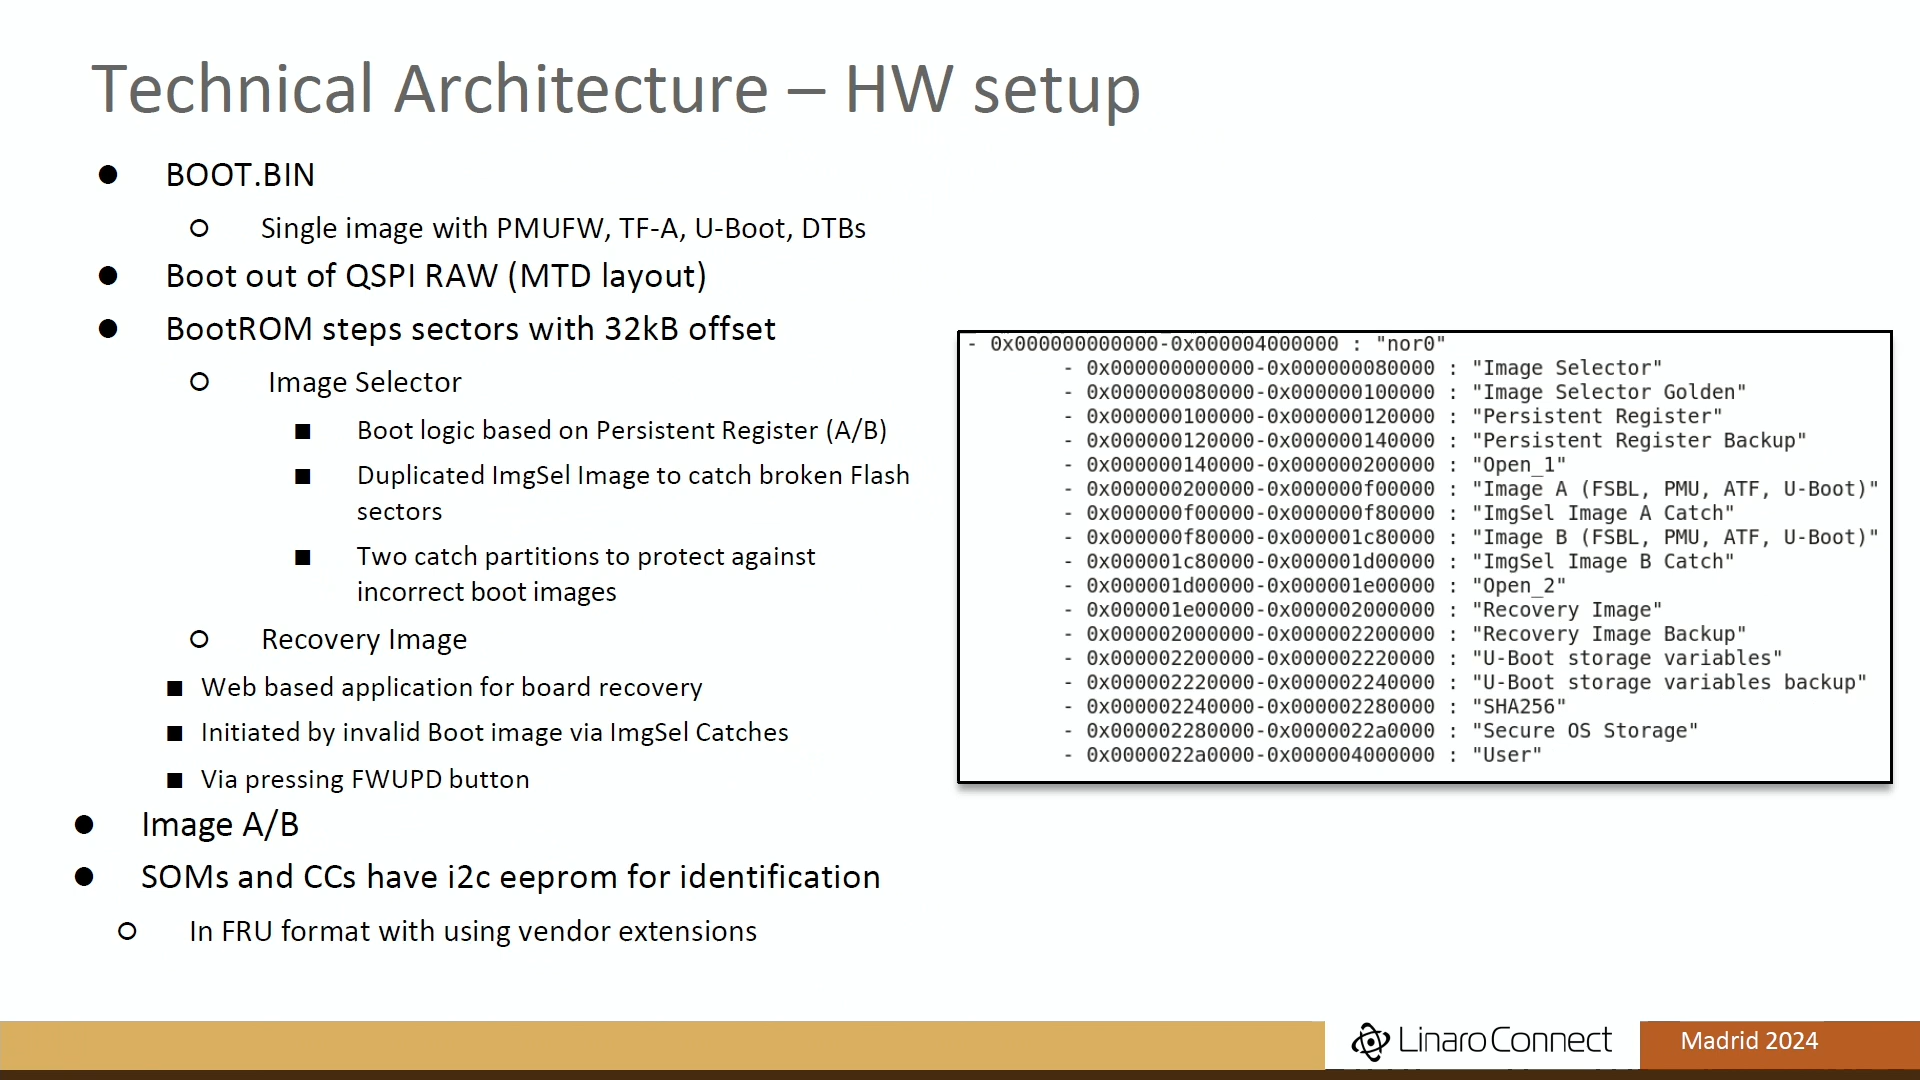 Technical Architecture – HW setup
● BOOT.BIN
○ Single image with PMUFW, TF-A, U-Boot, DTBs
● Boot out of QSPI RAW (MTD layout)
● BootROM steps sectors with 32kB offset
○ Image Selector
■ Boot logic based on Persistent Register (A/B)
■ Duplicated ImgSel Image to catch broken Flash
sectors
■ Two catch partitions to protect against
incorrect boot images
○ Recovery Image
■ Web based application for board recovery
■ Initiated by invalid Boot image via ImgSel Catches
■ Via pressing FWUPD button
● Image A/B
● SOMs and CCs have i2c eeprom for identification
○ In FRU format with using vendor extensions
- 0x000000000000-0x000004000000 : "nor0"
- 0x000000000000-0x000000080000 : "Image Selector"
- 0x000000080000-0x000000100000 : "Image Selector Golden"
- 0x000000100000-0x000000120000 : "Persistent Register"
- 0x000000120000-0x000000140000 : "Persistent Register Backup"
- 0x000000140000-0x000000200000 : "Open_1"
- 0x000000200000-0x000000f00000 : "Image A (FSBL, PMU, ATF, U-Boot)"
- 0x000000f00000-0x000000f80000 : "ImgSel Image A Catch"
- 0x000000f80000-0x000001c80000 : "Image B (FSBL, PMU, ATF, U-Boot)"
- 0x000001c80000-0x000001d00000 : "ImgSel Image B Catch"
- 0x000001d00000-0x000001e00000 : "Open_2"
- 0x000001e00000-0x000002000000 : "Recovery Image"
- 0x000002000000-0x000002200000 : "Recovery Image Backup"
- 0x000002200000-0x000002220000 : "U-Boot storage variables"
- 0x000002220000-0x000002240000 : "U-Boot storage variables backup"
- 0x000002240000-0x000002280000 : "SHA256"
- 0x000002280000-0x0000022a0000 : "Secure OS Storage"
- 0x0000022a0000-0x000004000000 : "User"
Linaro Connect
Madrid 2024